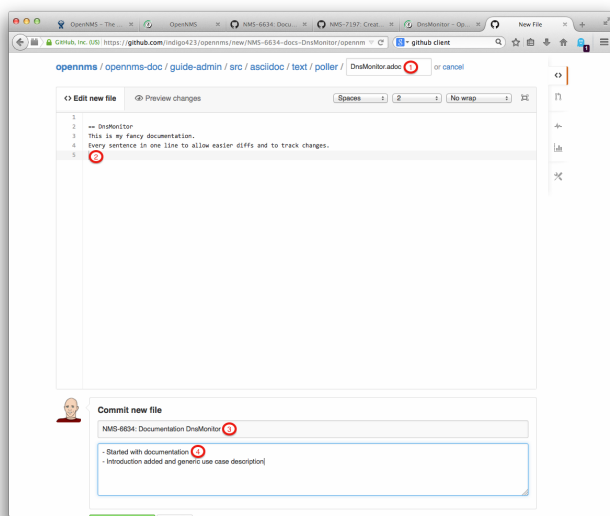 OpenNMS – The ... OpenNMS NMS-6634: Docu... NMS-7197: Creat... DnsMonitor – Op... New File
GitHub, Inc. (US) https://github.com/indigo423/opennms/new/NMS-6634-docs-DnsMonitor/opennm github client
opennms / opennms-doc / guide-admin / src / asciidoc / text / poller / DnsMonitor.adoc 1 or cancel
<> Edit new file Preview changes Spaces 2 No wrap
1
2 == DnsMonitor
3 This is my fancy documentation.
4 Every sentence in one line to allow easier diffs and to track changes.
5 2
Commit new file
NMS-6634: Documentation DnsMonitor 3
- Started with documentation 4
- Introduction added and generic use case description